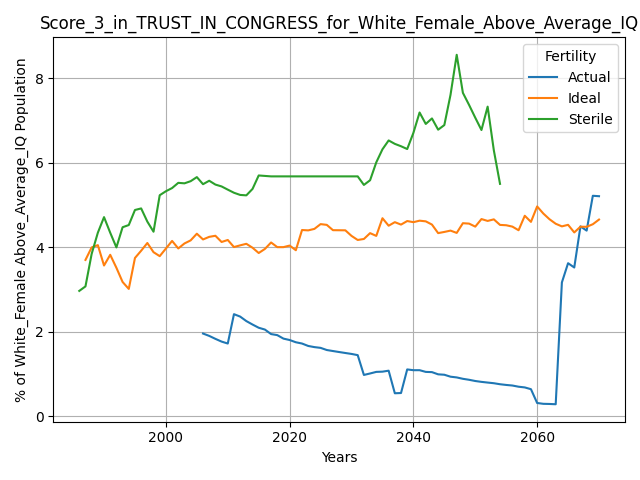 Score_3_in_TRUST_IN_CONGRESS_for_White_Female_Above_Average_IQ
Fertility
Actual
Ideal
Sterile
% of White_Female Above_Average_IQ Population
8
6
4
2
0
2000
2020
2040
2060
Years